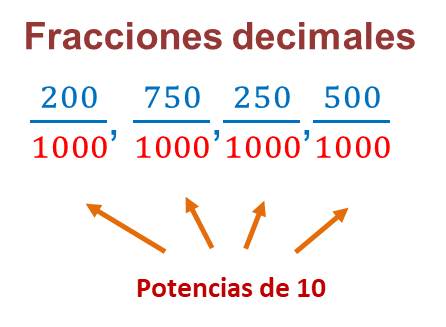 Fracciones decimales
200/1000, 750/1000, 250/1000, 500/1000
Potencias de 10